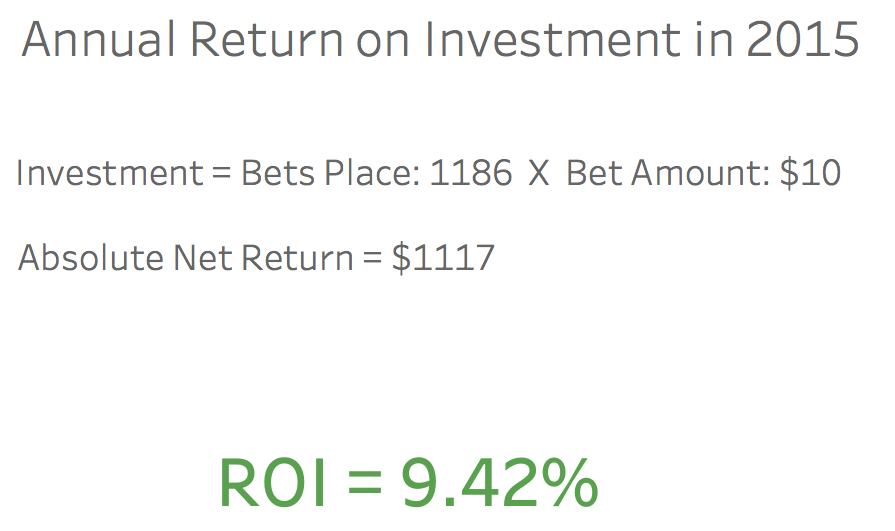 Annual Return on Investment in 2015
Investment = Bets Place: 1186 X Bet Amount: $10
Absolute Net Return = $1117
ROI = 9.42%